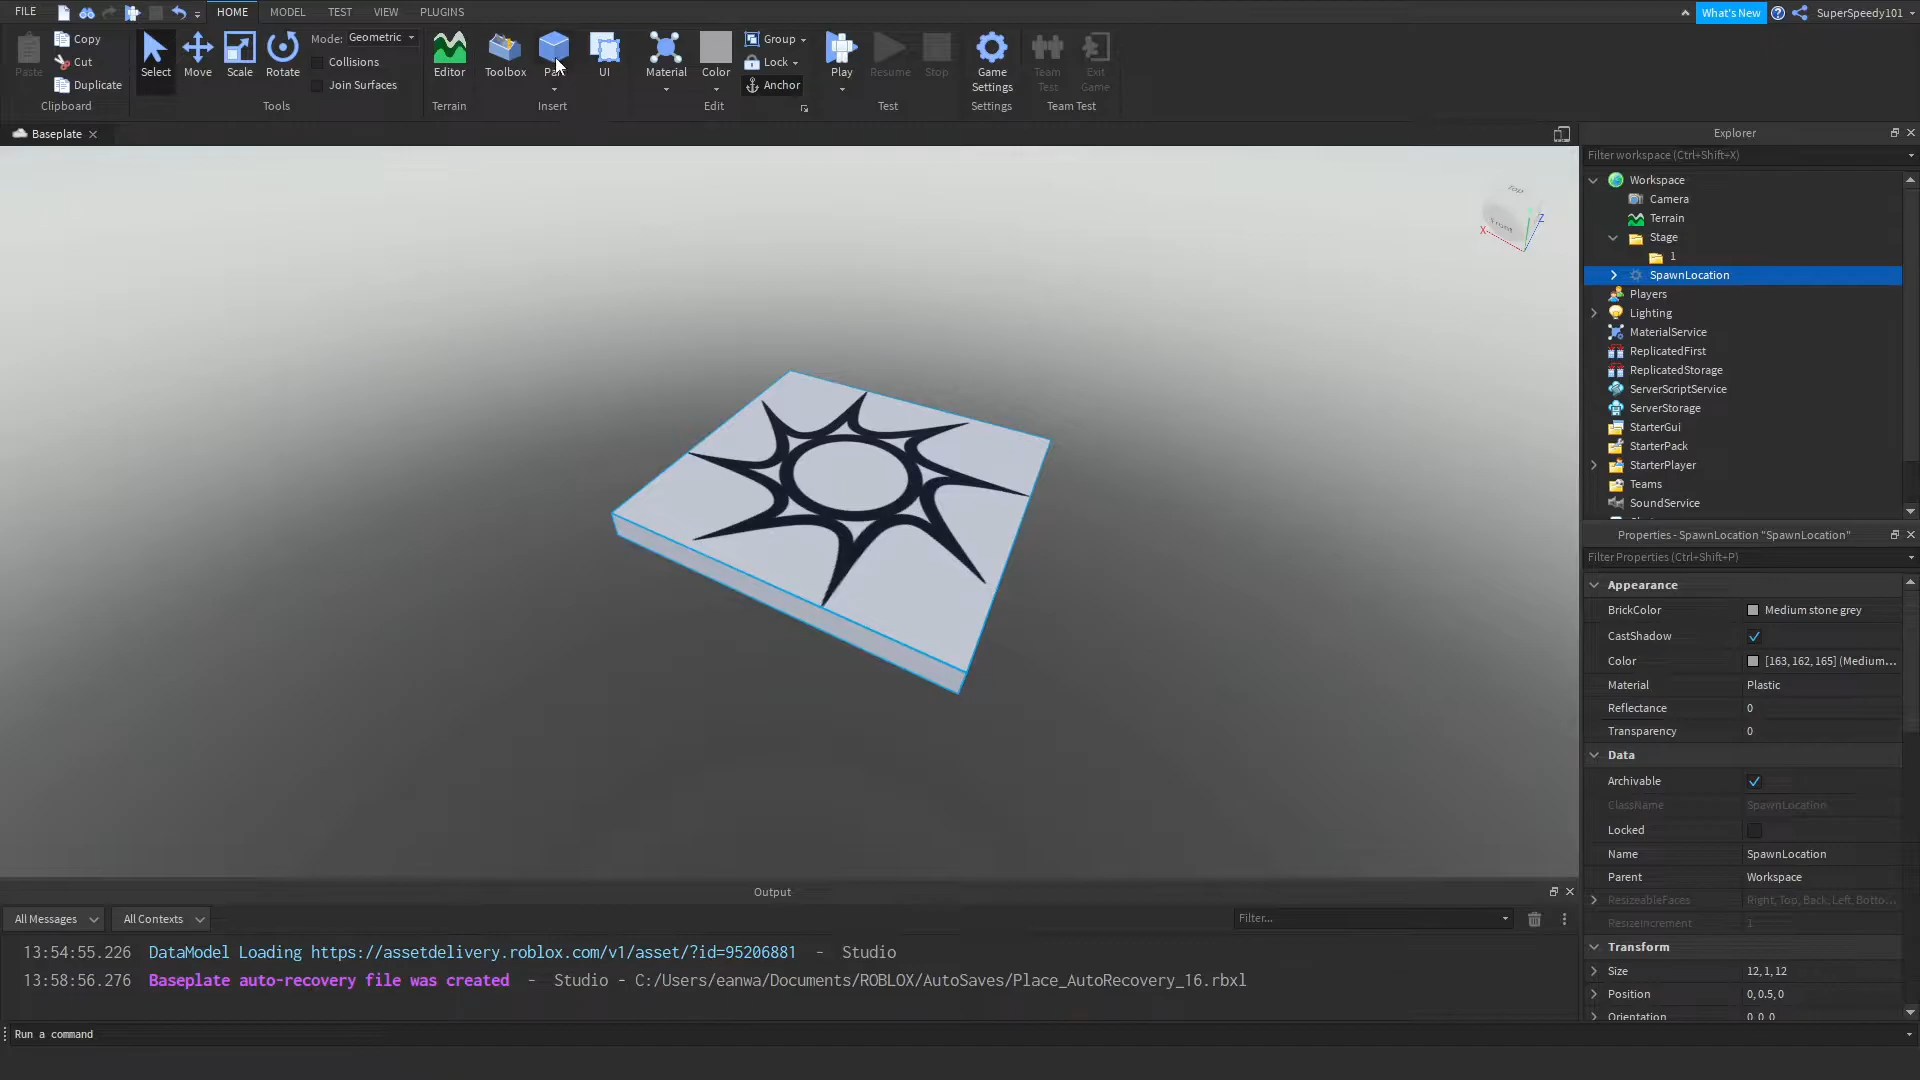 FILE HOME MODEL TEST VIEW PLUGINS What's New SuperSpeedy101
Paste Copy Cut Duplicate Clipboard
Select Move Scale Rotate Mode: Geometric Collisions Join Surfaces Tools
Editor Terrain
Toolbox UI Insert
Material Color Group Lock Anchor Edit
Play Resume Stop Test
Game Settings Settings
Team Test Exit Game Team Test
Baseplate
X Z
Explorer
Filter workspace (Ctrl+Shift+X)
Workspace
Camera
Terrain
Stage
1
SpawnLocation
Players
Lighting
MaterialService
ReplicatedFirst
ReplicatedStorage
ServerScriptService
ServerStorage
StarterGui
StarterPack
StarterPlayer
Teams
SoundService
Properties - SpawnLocation "SpawnLocation"
Filter Properties (Ctrl+Shift+P)
Appearance
BrickColor Medium stone grey
CastShadow
Color [163, 162, 165] (Medium...
Material Plastic
Reflectance 0
Transparency 0
Data
Archivable
ClassName SpawnLocation
Locked
Name SpawnLocation
Parent Workspace
ResizeableFaces Right, Top, Back, Left, Botto...
ResizeIncrement 1
Transform
Size 12, 1, 12
Position 0, 0.5, 0
Orientation 0, 0, 0
Output
All Messages All Contexts Filter...
13:54:55.226 DataModel Loading https://assetdelivery.roblox.com/v1/asset/?id=95206881 - Studio
13:58:56.276 Baseplate auto-recovery file was created - Studio - C:/Users/eanwa/Documents/ROBLOX/AutoSaves/Place_AutoRecovery_16.rbxl
Run a command